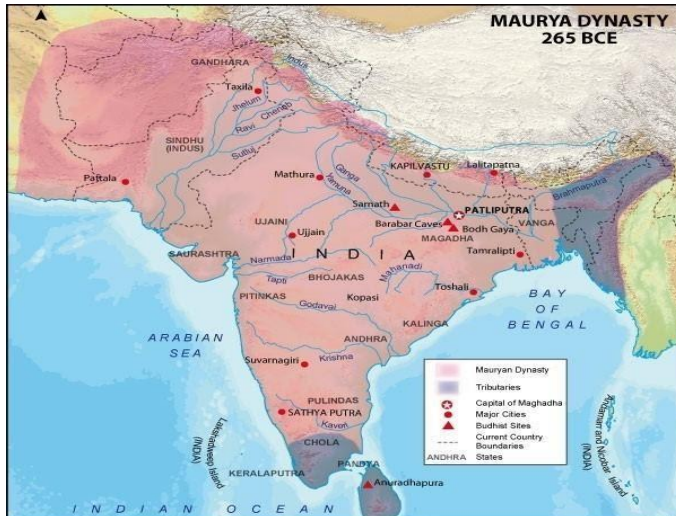 MAURYA DYNASTY
265 BCE
GANDHARA
Indus
Taxila
Jhelum
Chenab
Ravi
SINDHU
(INDUS)
Sutluj
Pattala
Mathura
Ganga
Yamuna
KAPILVASTU
Lalitapatna
Brahmaputra
Sarnath
PATLIPUTRA
Barabar Caves
Bodh Gaya
VANGA
MAGADHA
UJAINI
Ujjain
Tamralipti
SAURASHTRA
Narmada
INDIA
Tapti
BHOJAKAS
Mahanadi
PITINKAS
Kopasi
Toshali
Godavai
KALINGA
BAY
OF
BENGAL
ARABIAN
SEA
ANDHRA
Suvarnagiri
Krishna
PULINDAS
SATHYA PUTRA
Kaveri
CHOLA
Lakshadweep Island
(INDIA)
KERALAPUTRA
PANDYA
Anuradhapura
INDIAN OCEAN
Andaman and Nicobar Island
(INDIA)
Mauryan Dynasty
Tributaries
Capital of Maghadha
Major Cities
Budhist Sites
Current Country
Boundaries
ANDHRA States